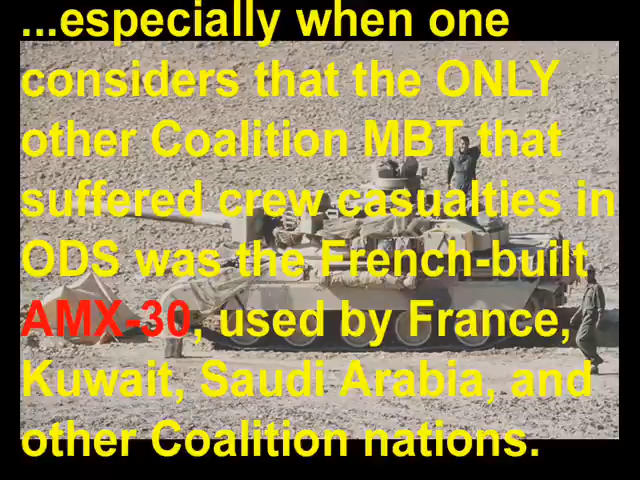 ...especially when one
considers that the ONLY
other Coalition MBT that
suffered crew casualties in
ODS was the French-built
AMX-30, used by France,
Kuwait, Saudi Arabia, and
other Coalition nations.